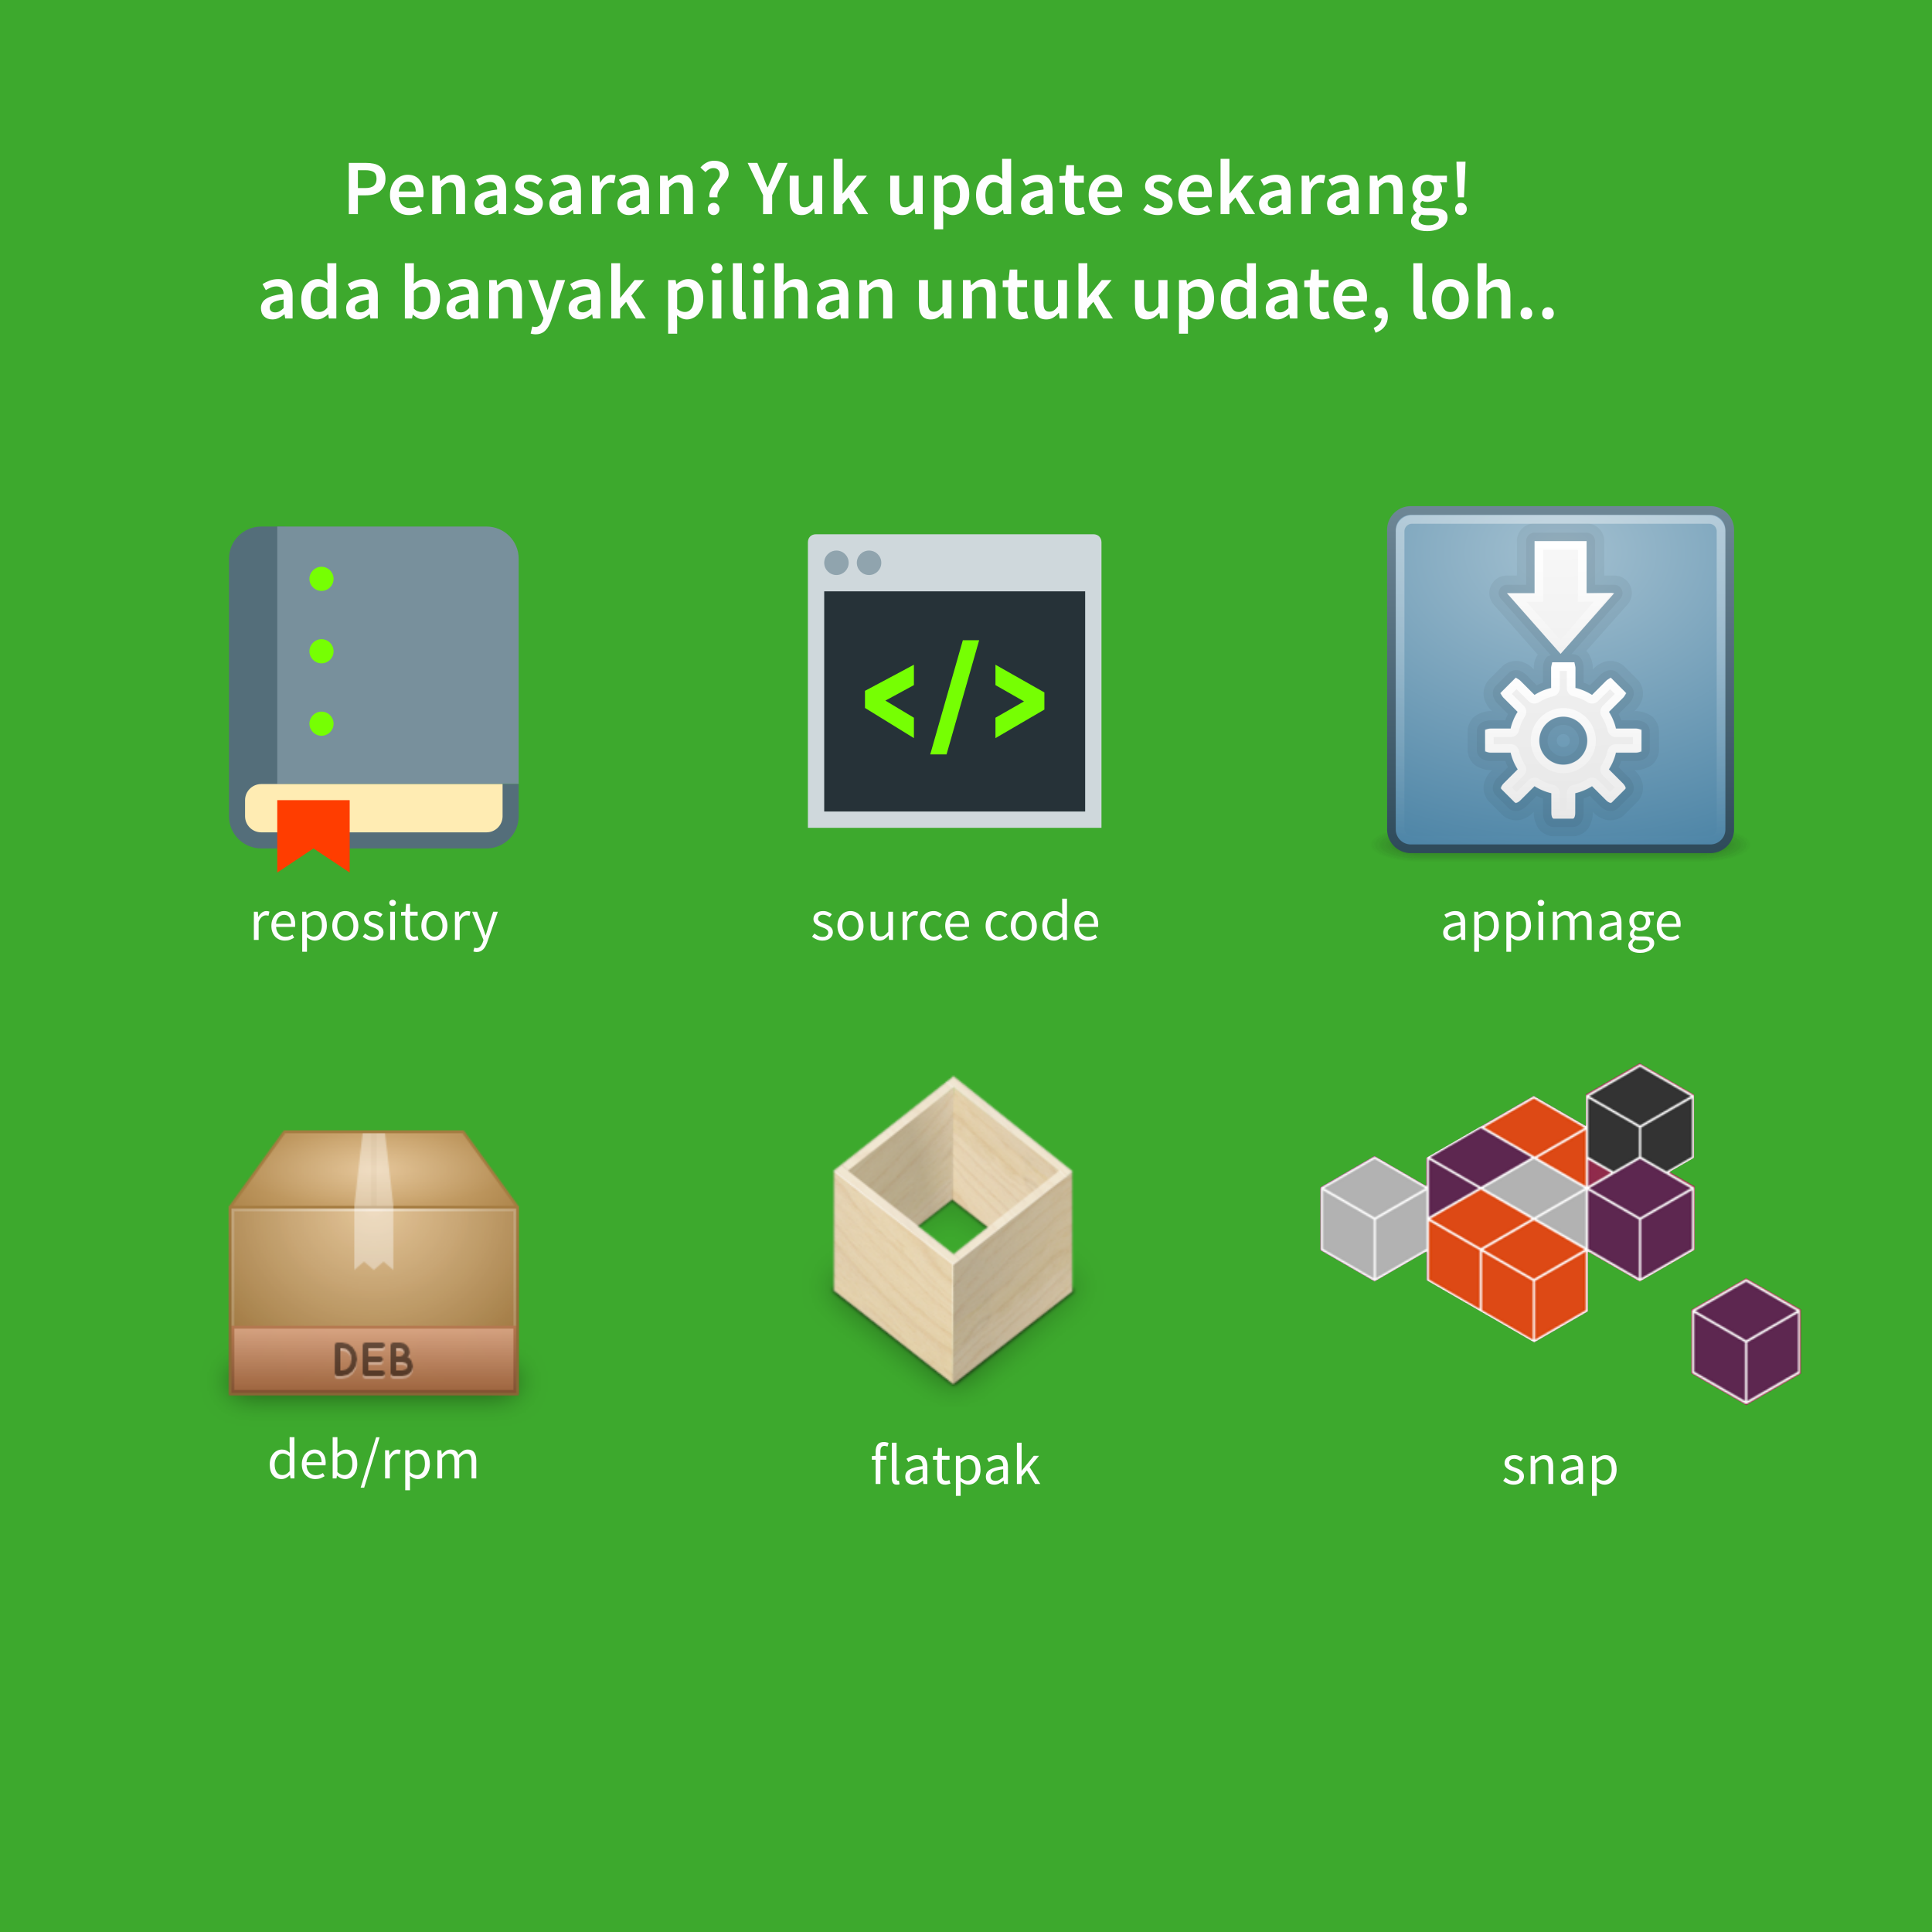 Penasaran? Yuk update sekarang!
ada banyak pilihan untuk update, loh..
</>
repository
source code
appimage
DEB
deb/rpm
flatpak
snap